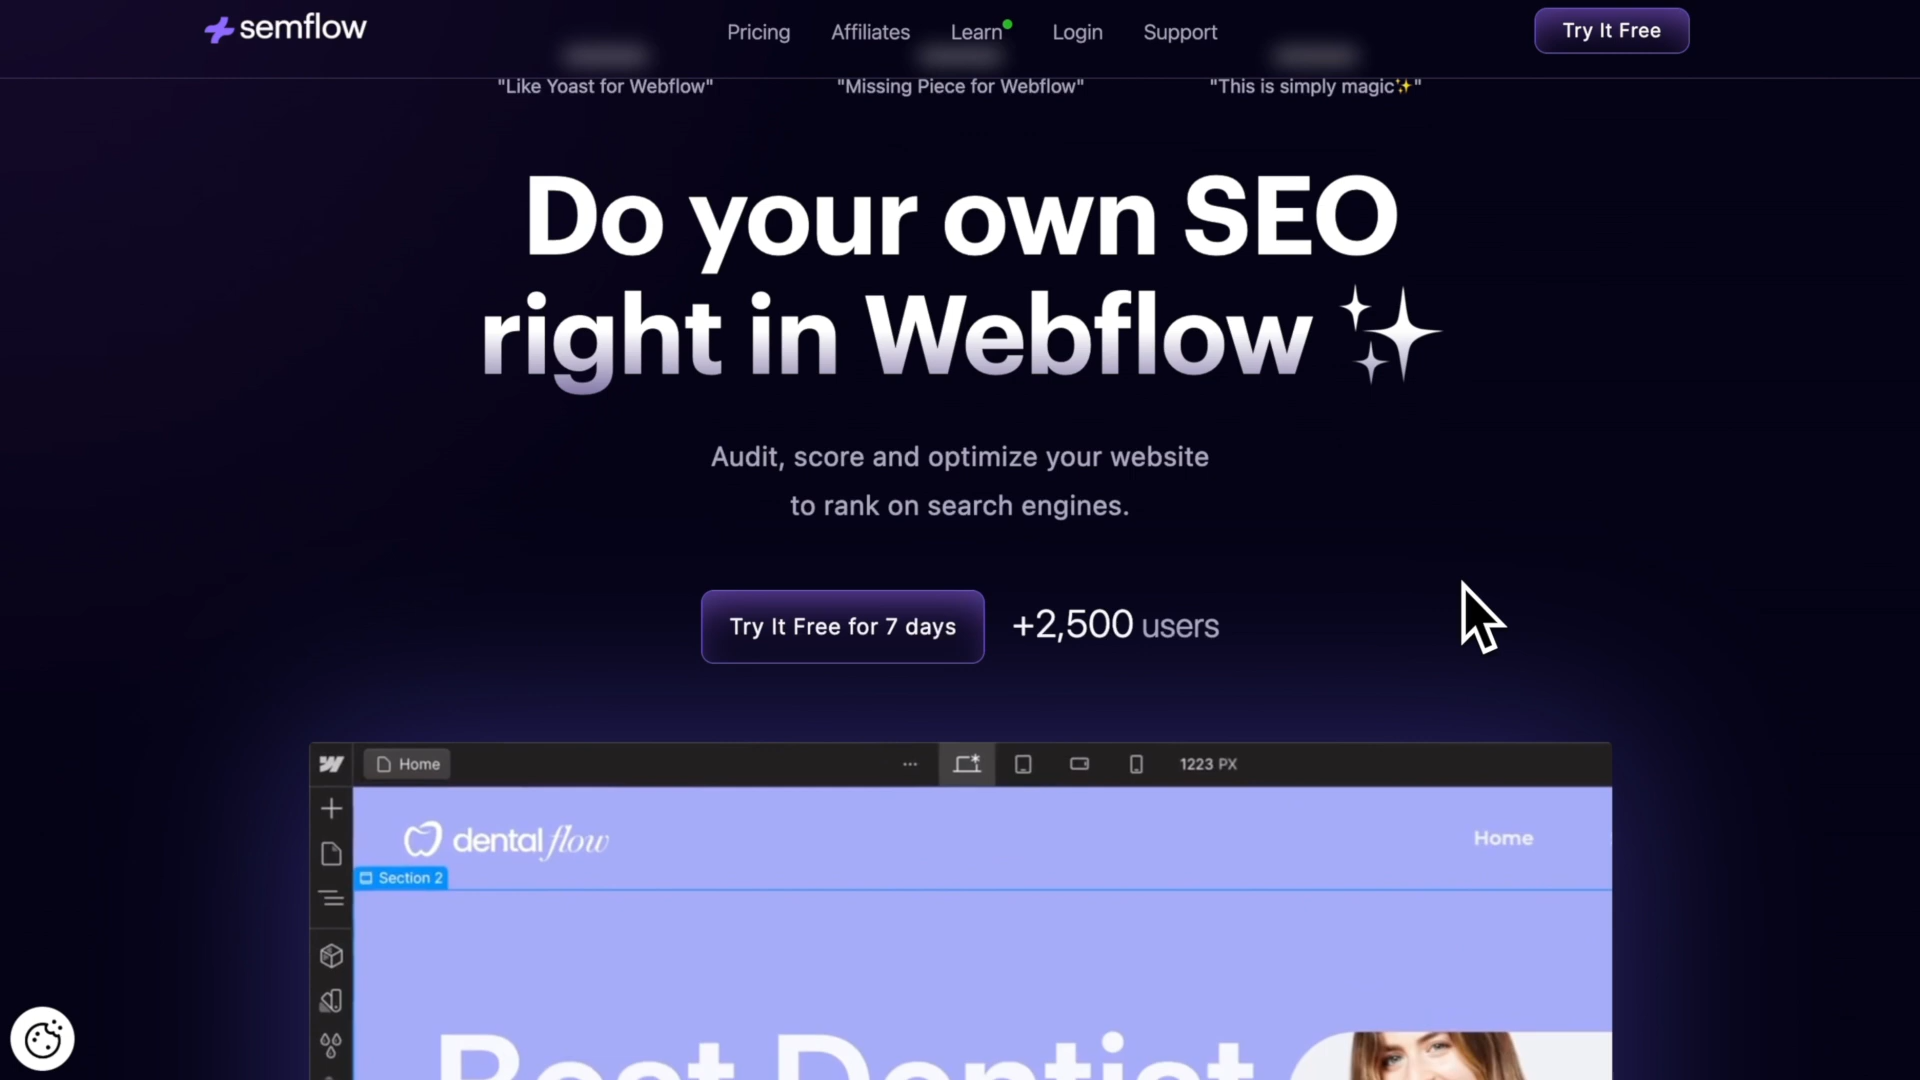 semflow
Pricing
Affiliates
Learn
Login
Support
Try It Free
"Like Yoast for Webflow"
"Missing Piece for Webflow"
"This is simply magic✨"
Do your own SEO
right in Webflow ✨
Audit, score and optimize your website
to rank on search engines.
Try It Free for 7 days
+2,500 users
Home
1223 PX
dental flow
Home
Section 2
Best Dentist